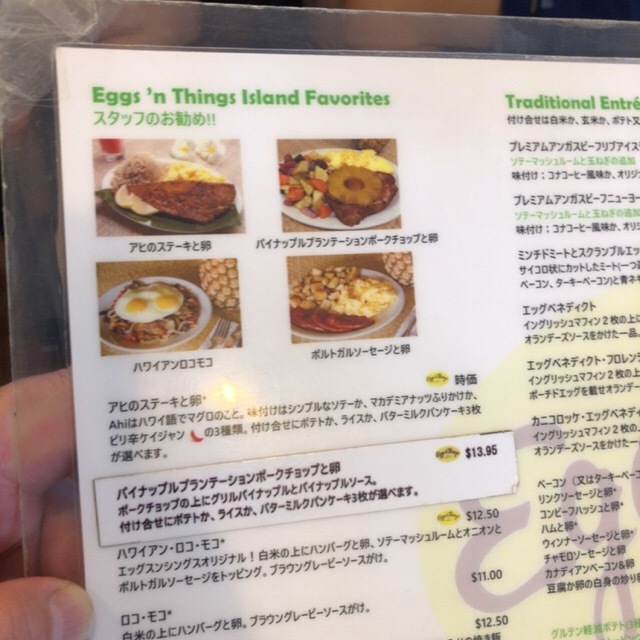 Eggs 'n Things Island Favorites
スタッフのお勧め!!
アヒのステーキと卵
パイナップルプランテーションポークチョップと卵
ハワイアンロコモコ
ポルトガルソーセージと卵
アヒのステーキと卵* 時価
Ahiはハワイ語でマグロのこと。味付けはシンプルなソテーか、マカデミアナッツふりかけか、
ピリ辛ケイジャン の3種類。付け合せにポテトか、ライスか、バターミルクパンケーキ3枚
が選べます。
パイナップルプランテーションポークチョップと卵 $13.95
ポークチョップの上にグリルパイナップルとパイナップルソース。
付け合せにポテトか、ライスか、バターミルクパンケーキ3枚が選べます。
ハワイアン・ロコ・モコ* $12.50
エッグスンシングスオリジナル！白米の上にハンバーグと卵、ソテーマッシュルームとオニオンと
ポルトガルソーセージをトッピング。ブラウングレービーソースがけ。
ロコ・モコ* $11.00
白米の上にハンバーグと卵。ブラウングレービーソースがけ。
$12.50
の焼き飯
Traditional Entré
付け合せは白米か、玄米か、ポテト又
プレミアムアンガスビーフリブアイステ
ソテーマッシュルームと玉ねぎの追加
味付け：コナコーヒー風味か、オリジ
プレミアムアンガスビーフニューヨー
ソテーマッシュルームと玉ねぎの追加
味付け：コナコーヒー風味か、オリジ
ミンチドミートとスクランブルエッ
サイコロ状にカットしたミート(一つ
ベーコン、ターキーベーコン)と青ネギ
エッグベネディクト
イングリッシュマフィン２枚の上に
オランデーズソースをかけた一品。
エッグベネディクト・フロレンテ
イングリッシュマフィン２枚の上
ポーチドエッグを載せオランデー
カニコロッケ・エッグベネディ
イングリッシュマフィン２枚の
オランデーズソースをかけた一
ベーコン （又はターキーベーコ
リンクソーセージと卵*
コンビーフハッシュと卵*
ハムと卵*
ウィンナーソーセージと卵*
チャモロソーセージと卵
カナディアンベーコン&卵
豆腐か卵の白身の炒り
グルテン軽減ポテト